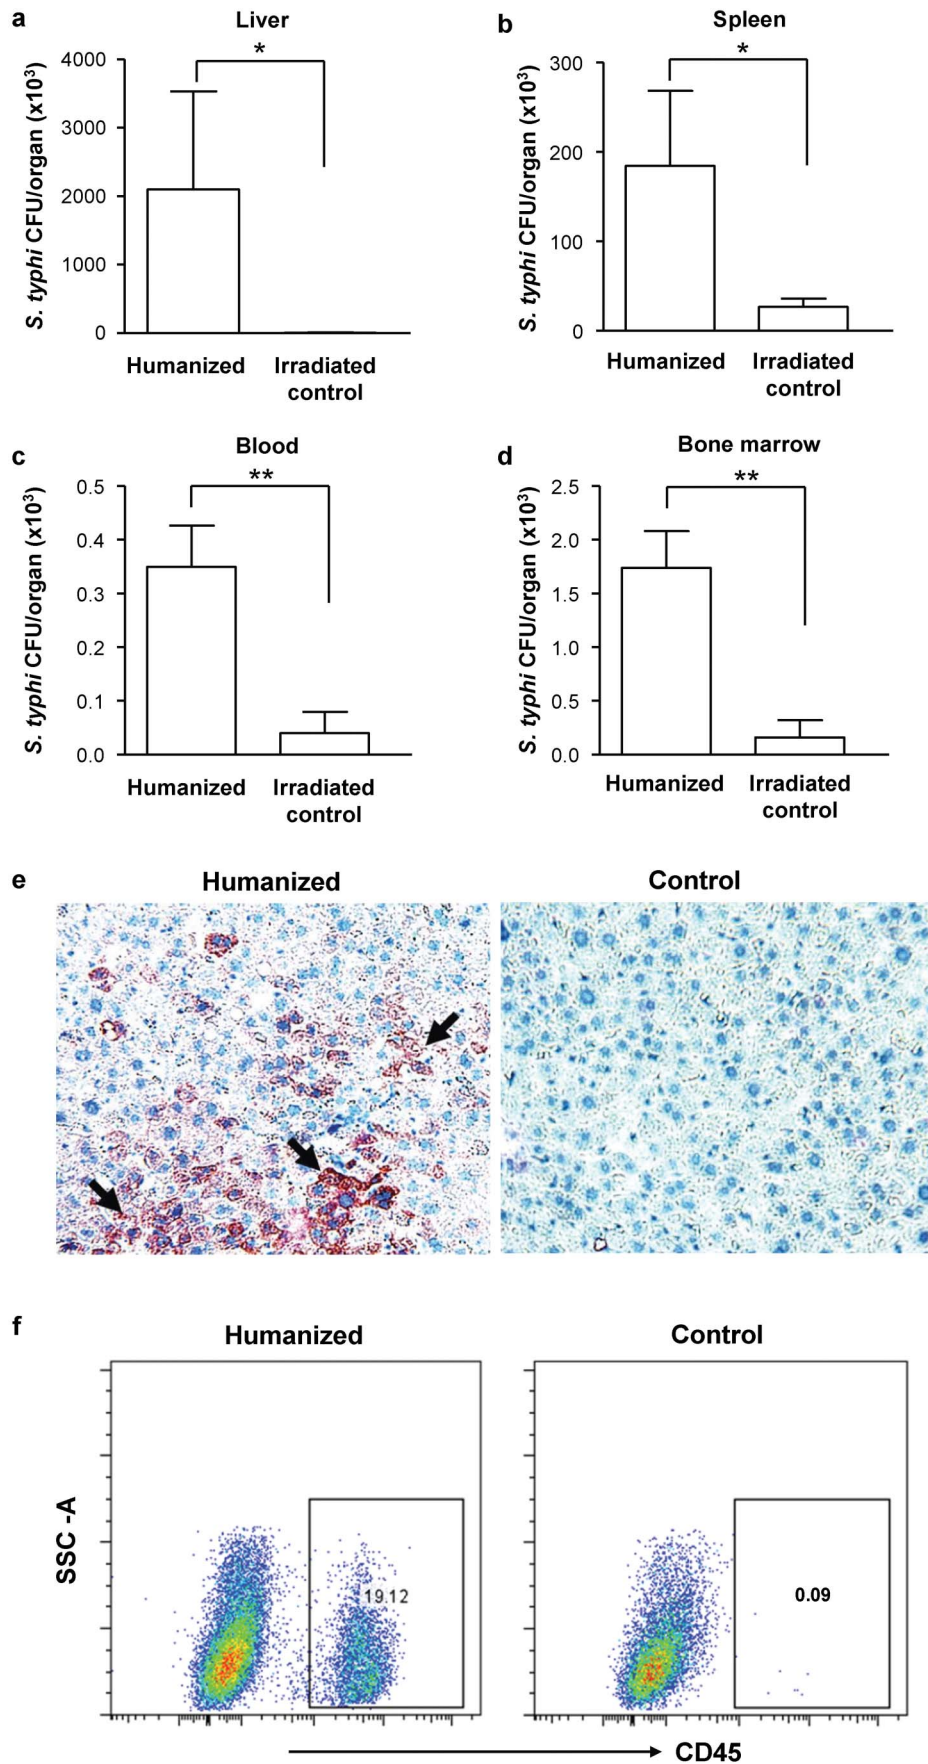 a
Liver
*
S. typhi CFU/organ (x10³)
4000
3000
2000
1000
0
Humanized
Irradiated
control
b
Spleen
*
S. typhi CFU/organ (x10³)
300
200
100
0
Humanized
Irradiated
control
c
Blood
**
S. typhi CFU/organ (x10³)
0.5
0.4
0.3
0.2
0.1
0.0
Humanized
Irradiated
control
d
Bone marrow
**
S. typhi CFU/organ (x10³)
2.5
2.0
1.5
1.0
0.5
0.0
Humanized
Irradiated
control
e
Humanized
Control
f
Humanized
Control
SSC -A
19.12
0.09
CD45